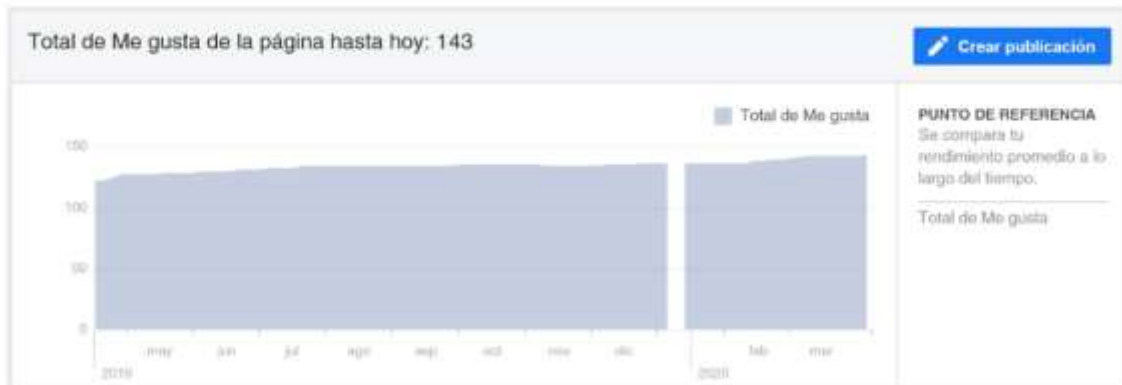 Total de Me gusta de la página hasta hoy: 143
Crear publicación
Total de Me gusta
PUNTO DE REFERENCIA
Se compara tu
rendimiento promedio a lo
largo del tiempo.
Total de Me gusta
150
100
50
0
may jun jul ago sep oct nov dic feb mar
2019 2020